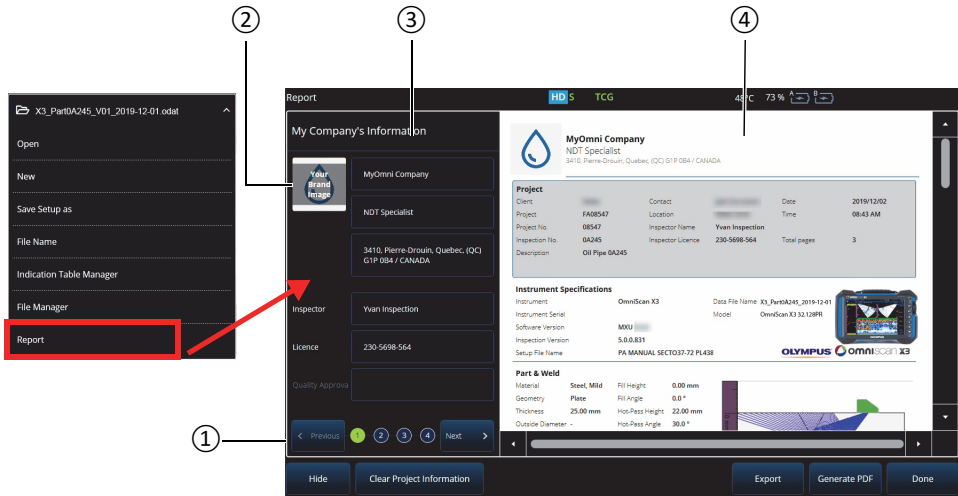 ② ③ ④
X3_Part0A245_V01_2019-12-01.odat
Open
New
Save Setup as
File Name
Indication Table Manager
File Manager
Report
Report HD S TCG 48°C 73 % A B
My Company's Information
Your
Brand
Image
MyOmni Company
NDT Specialist
3410, Pierre-Drouin, Quebec, (QC)
G1P 0B4 / CANADA
Inspector Yvan Inspection
Licence 230-5698-564
Quality Approva
① < Previous 1 2 3 4 Next >
Hide Clear Project Information Export Generate PDF Done
MyOmni Company
NDT Specialist
3410, Pierre-Drouin, Quebec, (QC) G1P 0B4 / CANADA
Project
Client Contact Date 2019/12/02
Project FA08547 Location Time 08:43 AM
Project No. 08547 Inspector Name Yvan Inspection
Inspection No. 0A245 Inspector Licence 230-5698-564 Total pages 3
Description Oil Pipe 0A245
Instrument Specifications
Instrument OmniScan X3 Data File Name X3_Part0A245_2019-12-01
Instrument Serial Model OmniScan X3 32.128PR
Software Version MXU
Inspection Version 5.0.0.831
Setup File Name PA MANUAL SECTO37-72 PL438 OLYMPUS omniscan x3
Part & Weld
Material Steel, Mild Fill Height 0.00 mm
Geometry Plate Fill Angle 0.0 °
Thickness 25.00 mm Hot-Pass Height 22.00 mm
Outside Diameter - Hot-Pass Angle 30.0 °